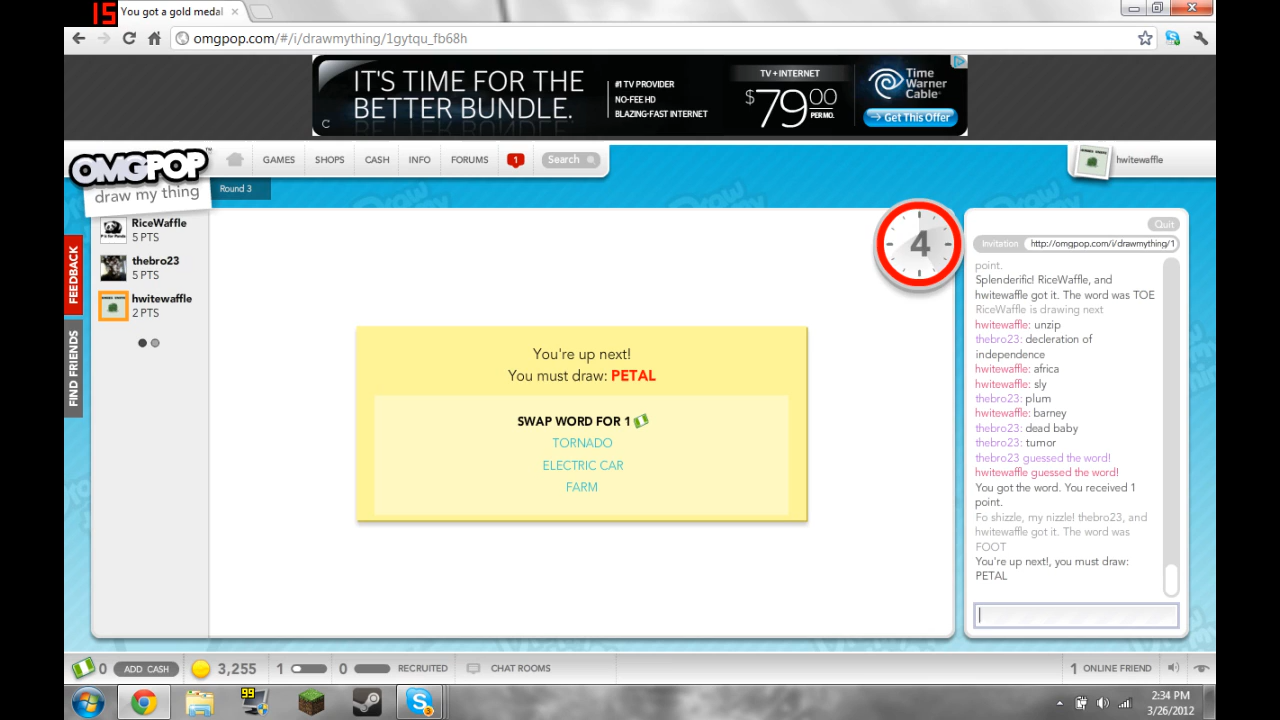 15
You got a gold medal
omgpop.com/#/i/drawmything/1gytqu_fb68h
IT'S TIME FOR THE
BETTER BUNDLE.
#1 TV PROVIDER
NO-FEE HD
BLAZING-FAST INTERNET
TV + INTERNET
$79.00
PER MO.
Time
Warner
Cable
Get This Offer
OMGPOP
draw my thing
GAMES
SHOPS
CASH
INFO
FORUMS
1
Search
hwitewaffle
Round 3
FEEDBACK
FIND FRIENDS
RiceWaffle
5 PTS
thebro23
5 PTS
hwitewaffle
2 PTS
4
You're up next!
You must draw: PETAL
SWAP WORD FOR 1
TORNADO
ELECTRIC CAR
FARM
Quit
Invitation http://omgpop.com/i/drawmything/1
point.
Splenderific! RiceWaffle, and
hwitewaffle got it. The word was TOE
RiceWaffle is drawing next
hwitewaffle: unzip
thebro23: decleration of
independence
hwitewaffle: africa
hwitewaffle: sly
thebro23: plum
hwitewaffle: barney
thebro23: dead baby
thebro23: tumor
thebro23 guessed the word!
hwitewaffle guessed the word!
You got the word. You received 1
point.
Fo shizzle, my nizzle! thebro23, and
hwitewaffle got it. The word was
FOOT
You're up next!, you must draw:
PETAL
0 ADD CASH
3,255
1
0
RECRUITED
CHAT ROOMS
1 ONLINE FRIEND
99
3
2:34 PM
3/26/2012